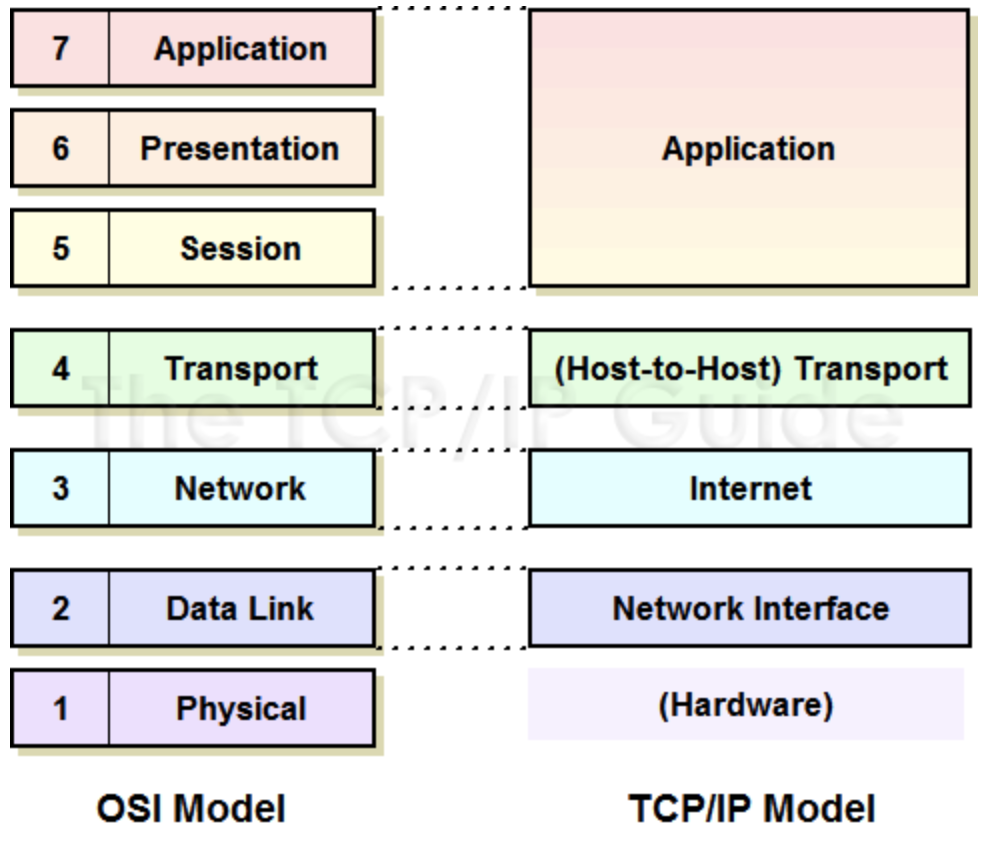 7 Application
6 Presentation
5 Session
4 Transport
3 Network
2 Data Link
1 Physical
OSI Model
Application
(Host-to-Host) Transport
Internet
Network Interface
(Hardware)
TCP/IP Model
The TCP/IP Guide